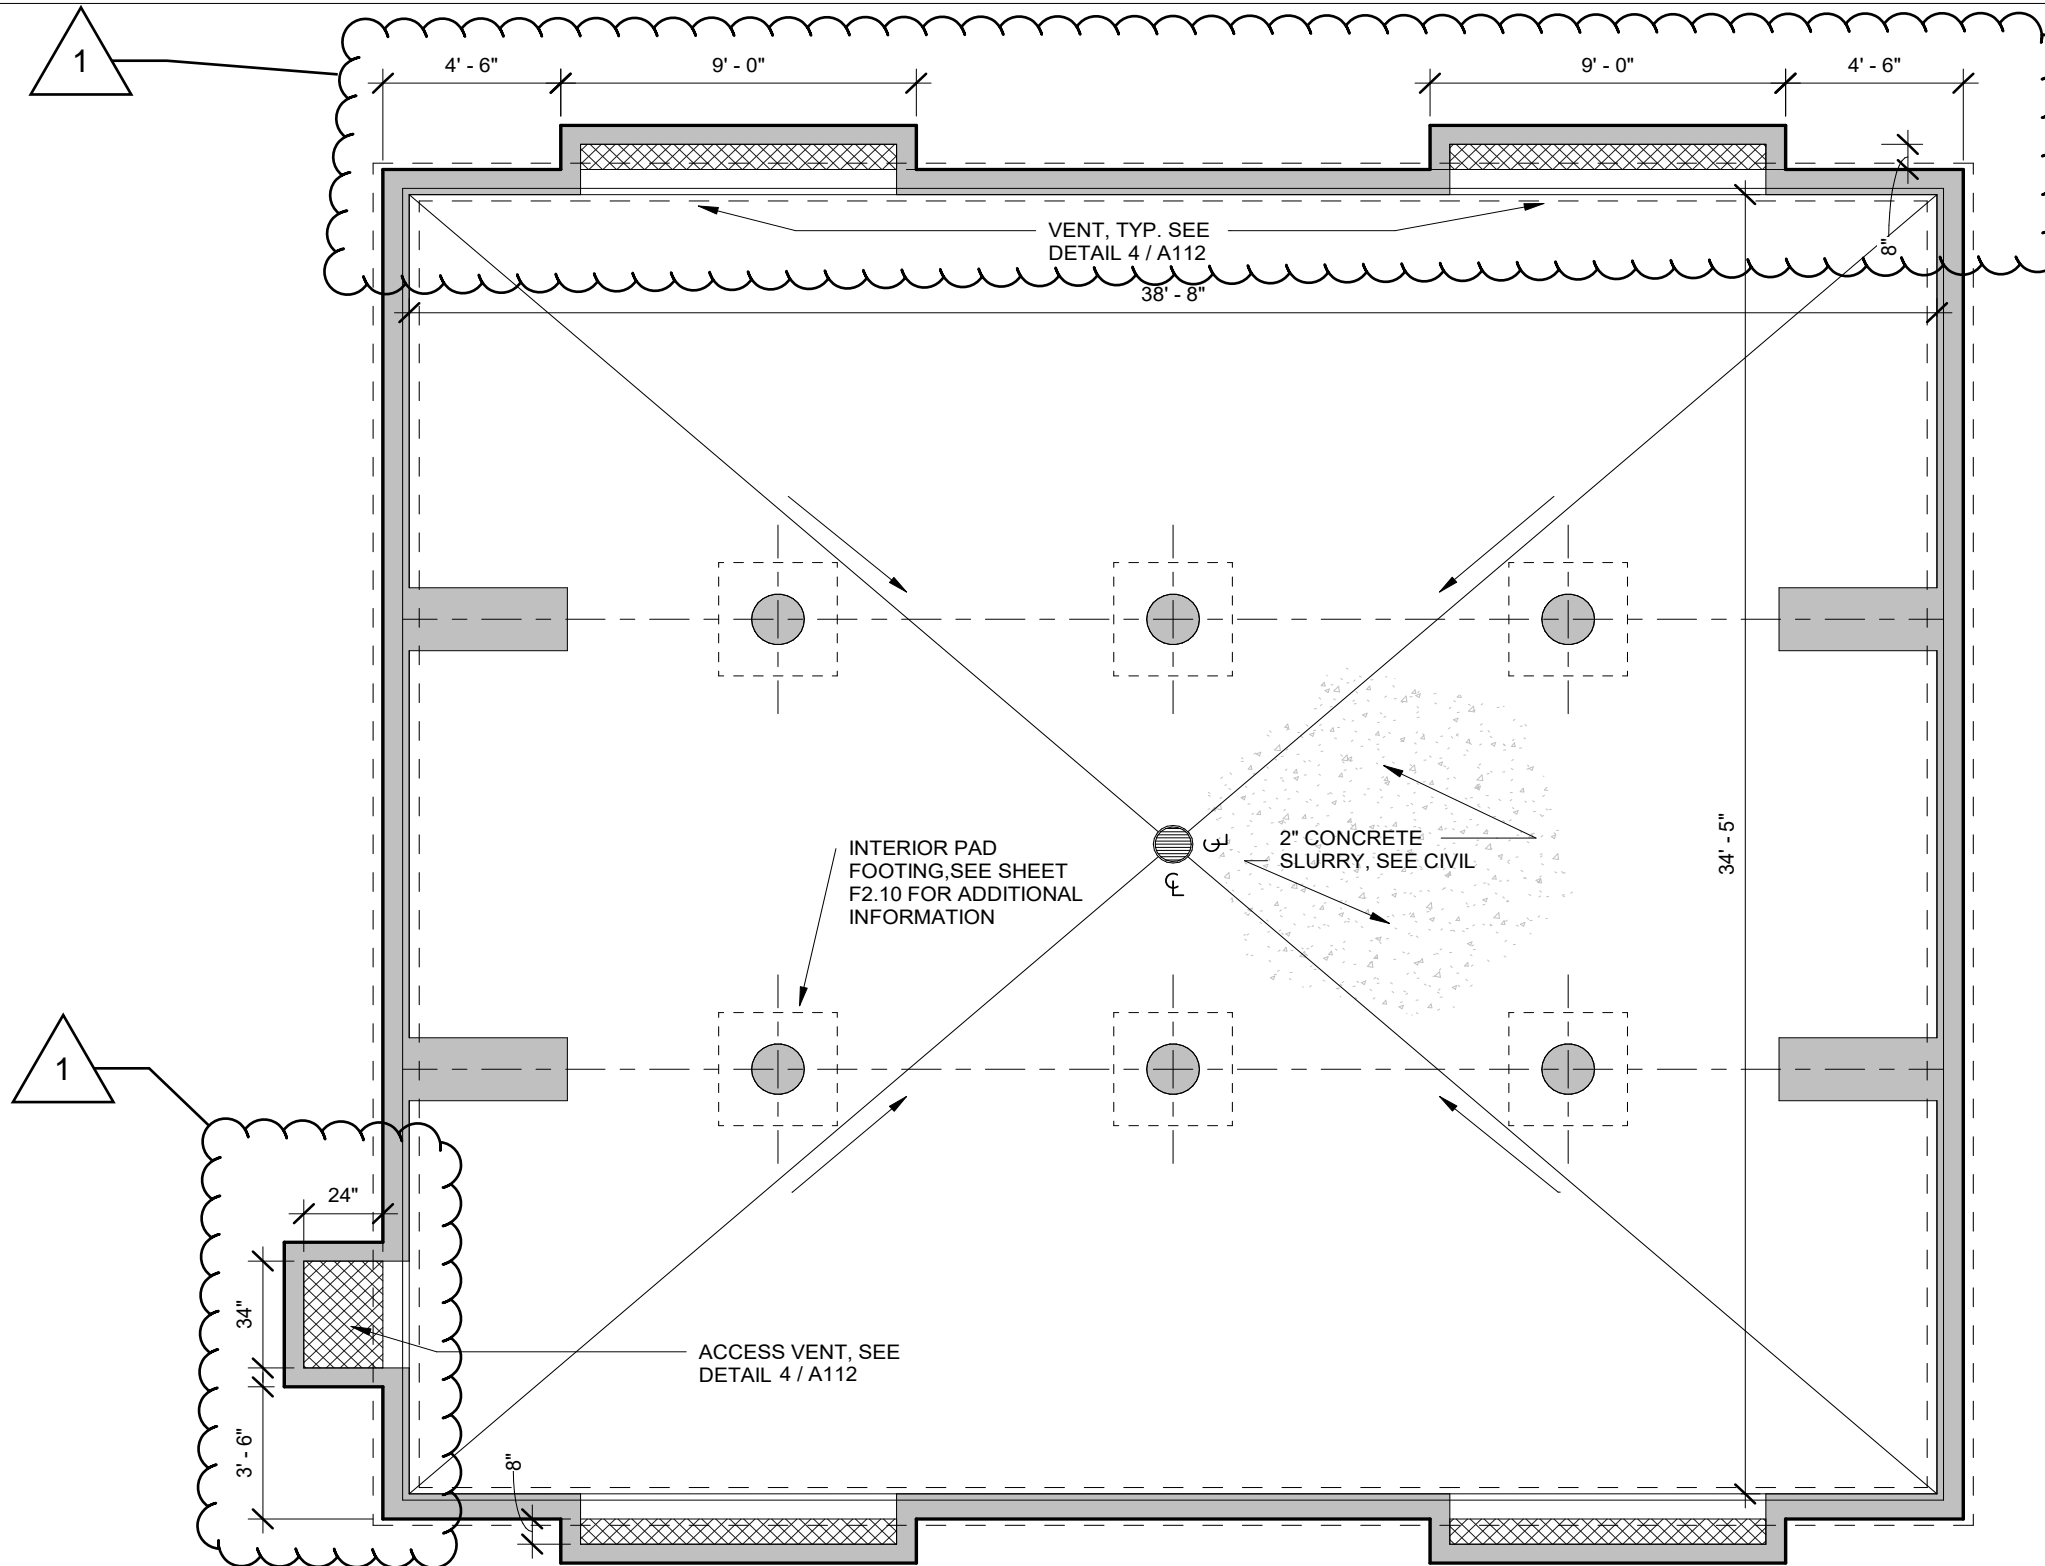 1
4' - 6"
9' - 0"
9' - 0"
4' - 6"
VENT, TYP. SEE
DETAIL 4 / A112
8"
38' - 8"
34' - 5"
INTERIOR PAD
FOOTING,SEE SHEET
F2.10 FOR ADDITIONAL
INFORMATION
2" CONCRETE
SLURRY, SEE CIVIL
℄
℄
1
24"
34"
ACCESS VENT, SEE
DETAIL 4 / A112
3' - 6"
8"